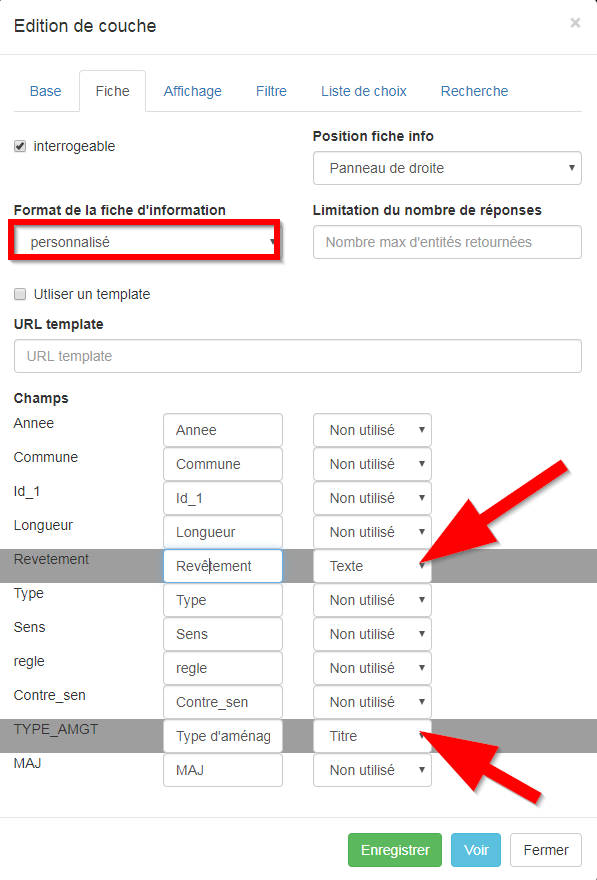 Edition de couche ×
Base Fiche Affichage Filtre Liste de choix Recherche
interrogeable
Position fiche info
Panneau de droite
Format de la fiche d'information
personnalisé
Limitation du nombre de réponses
Nombre max d'entités retournées
Utliser un template
URL template
URL template
Champs
Annee Annee Non utilisé
Commune Commune Non utilisé
Id_1 Id_1 Non utilisé
Longueur Longueur Non utilisé
Revetement Revêtement Texte
Type Type Non utilisé
Sens Sens Non utilisé
regle regle Non utilisé
Contre_sen Contre_sen Non utilisé
TYPE_AMGT Type d'aménag Titre
MAJ MAJ Non utilisé
Enregistrer Voir Fermer